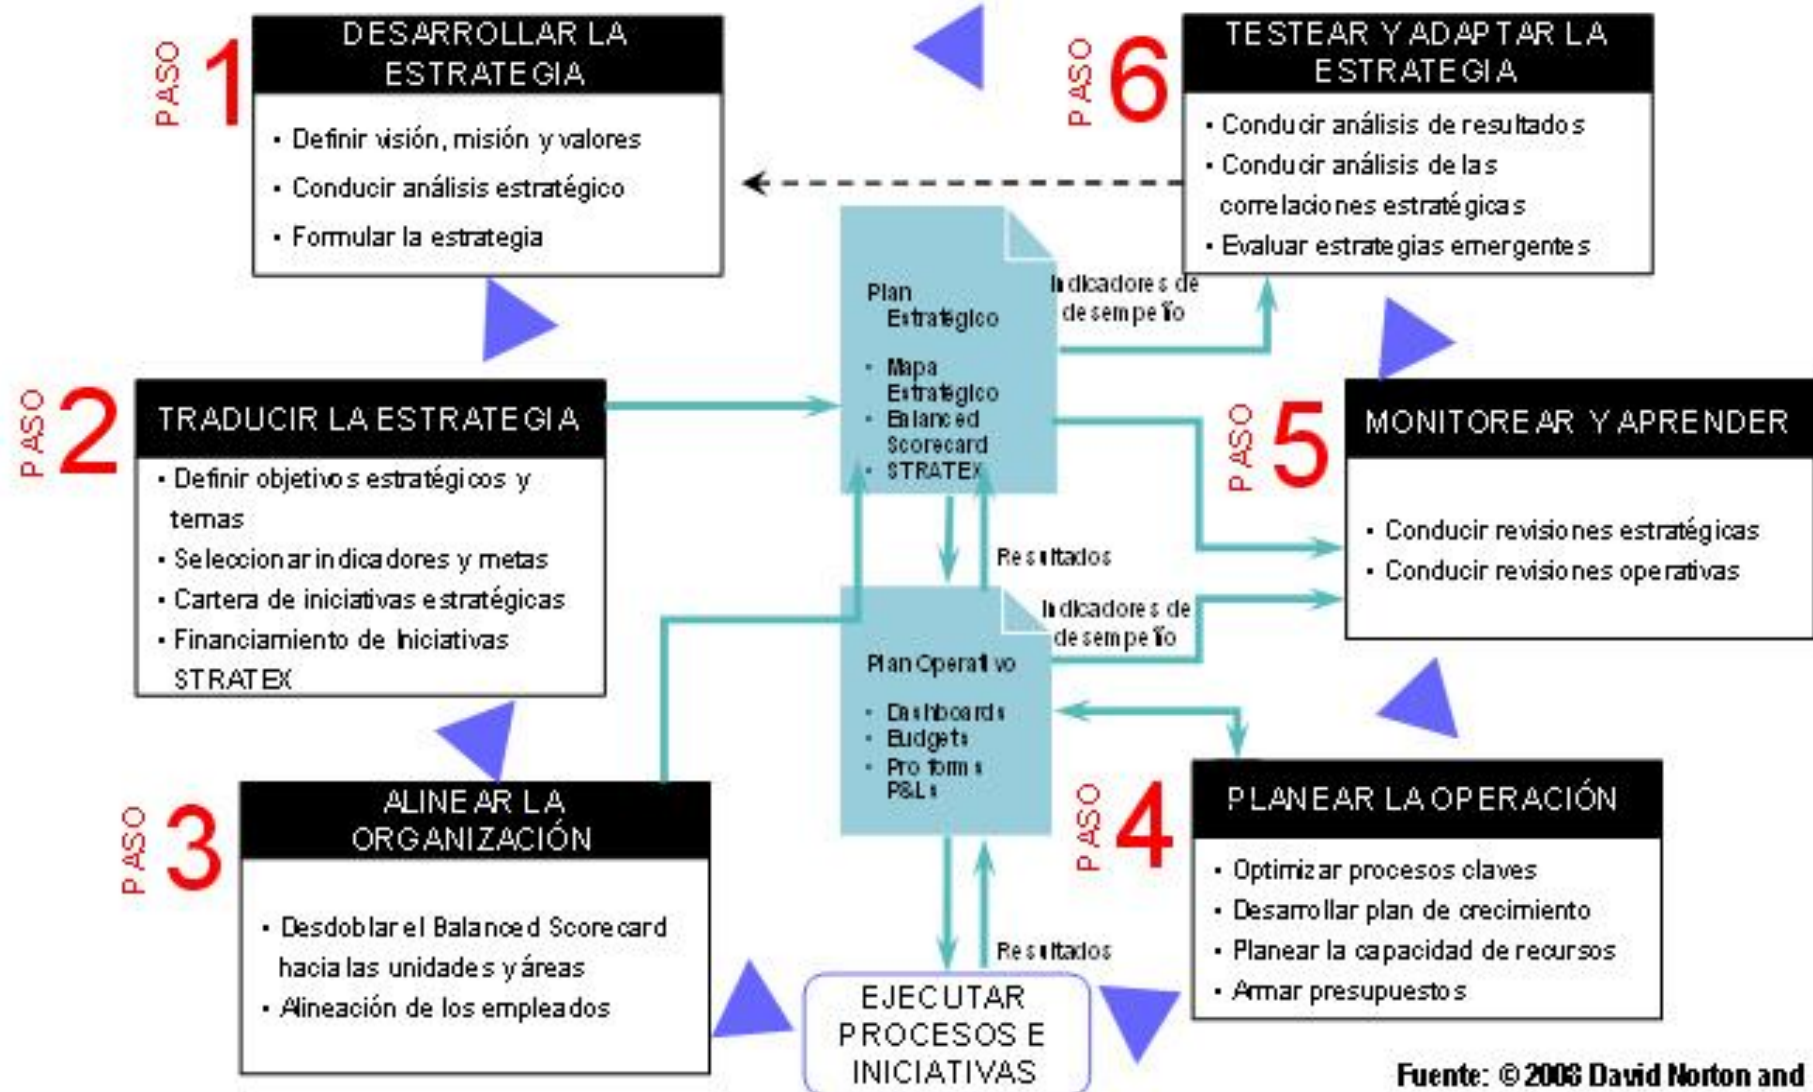 PASO 1
DESARROLLAR LA
ESTRATEGIA
• Definir visión, misión y valores
• Conducir análisis estratégico
• Formular la estrategia
PASO 2
TRADUCIR LA ESTRATEGIA
• Definir objetivos estratégicos y
temas
• Seleccionar indicadores y metas
• Cartera de iniciativas estratégicas
• Financiamiento de Iniciativas
STRATEX
PASO 3
ALINEAR LA
ORGANIZACIÓN
• Desdoblar el Balanced Scorecard
hacia las unidades y áreas
• Alineación de los empleados
Plan
Estratégico
• Mapa
Estratégico
• Balanced
Scorecard
• STRATEX
Indicadores de
desempeño
Resultados
Indicadores de
desempeño
Plan Operativo
• Dashboards
• Budgets
• Pro forma
P&Ls
Resultados
EJECUTAR
PROCESOS E
INICIATIVAS
PASO 4
PLANEAR LA OPERACIÓN
• Optimizar procesos claves
• Desarrollar plan de crecimiento
• Planear la capacidad de recursos
• Armar presupuestos
PASO 5
MONITOREAR Y APRENDER
• Conducir revisiones estratégicas
• Conducir revisiones operativas
PASO 6
TESTEAR Y ADAPTAR LA
ESTRATEGIA
• Conducir análisis de resultados
• Conducir análisis de las
correlaciones estratégicas
• Evaluar estrategias emergentes
Fuente: © 2008 David Norton and